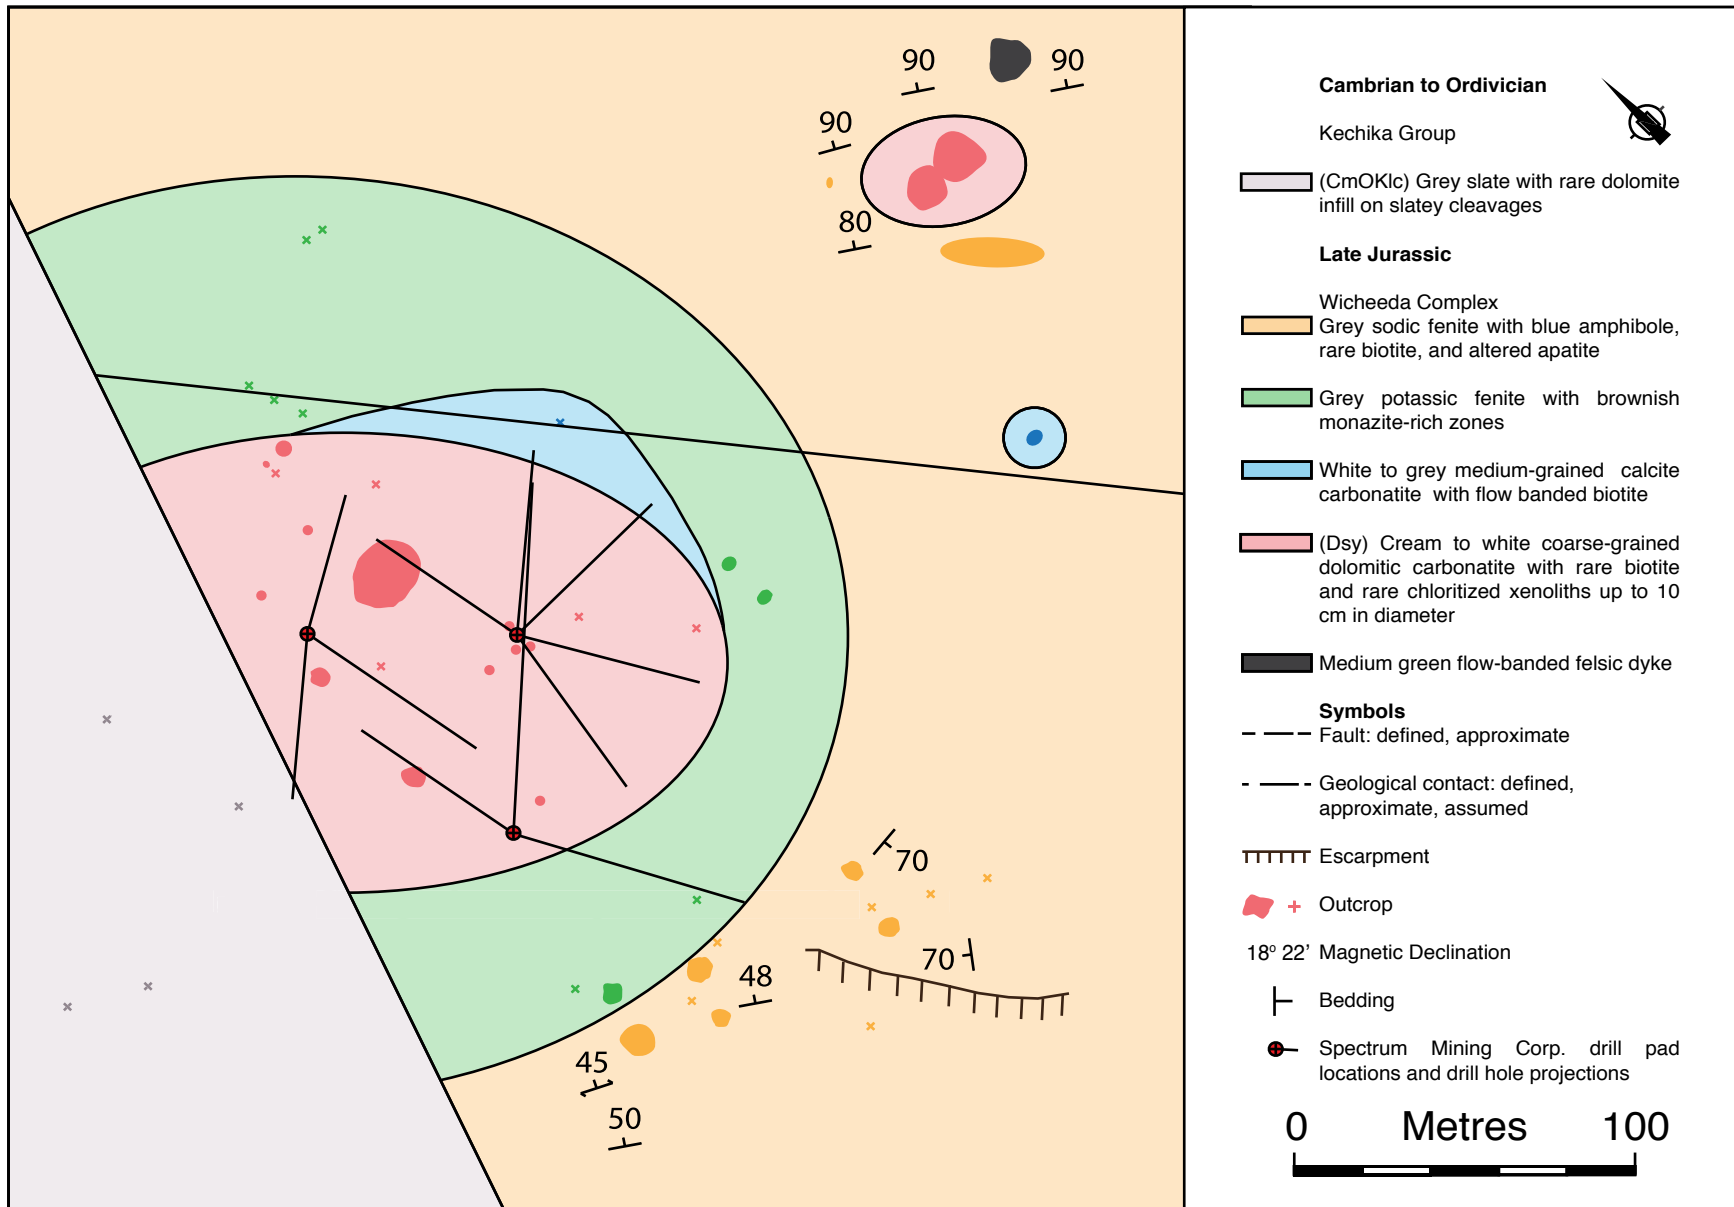 90
90
90
80
70
70
48
45
50
Cambrian to Ordivician
Kechika Group
(CmOKlc) Grey slate with rare dolomite
infill on slatey cleavages
Late Jurassic
Wicheeda Complex
Grey sodic fenite with blue amphibole,
rare biotite, and altered apatite
Grey potassic fenite with brownish
monazite-rich zones
White to grey medium-grained calcite
carbonatite with flow banded biotite
(Dsy) Cream to white coarse-grained
dolomitic carbonatite with rare biotite
and rare chloritized xenoliths up to 10
cm in diameter
Medium green flow-banded felsic dyke
Symbols
Fault: defined, approximate
Geological contact: defined,
approximate, assumed
Escarpment
Outcrop
18º 22’ Magnetic Declination
Bedding
Spectrum Mining Corp. drill pad
locations and drill hole projections
0 Metres 100